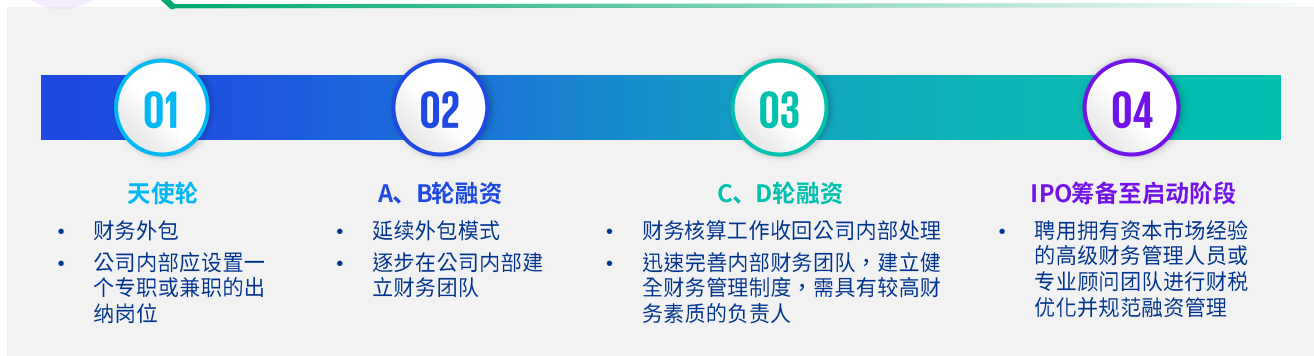 01
02
03
04
天使轮
A、B轮融资
C、D轮融资
IPO筹备至启动阶段
• 财务外包
• 公司内部应设置一
个专职或兼职的出
纳岗位
• 延续外包模式
• 逐步在公司内部建
立财务团队
• 财务核算工作收回公司内部处理
• 迅速完善内部财务团队，建立健
全财务管理制度，需具有较高财
务素质的负责人
• 聘用拥有资本市场经验
的高级财务管理人员或
专业顾问团队进行财税
优化并规范融资管理